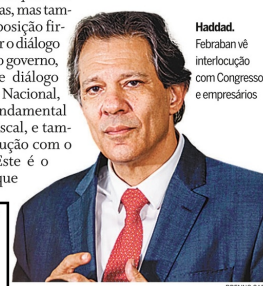 as, mas tam-
posição fir-
r o diálogo
o governo,
e diálogo
Nacional,
ndamental
scal, e tam-
ução com o
Este é o
que
Haddad.
Febraban vê
interlocução
com Congresso
e empresários